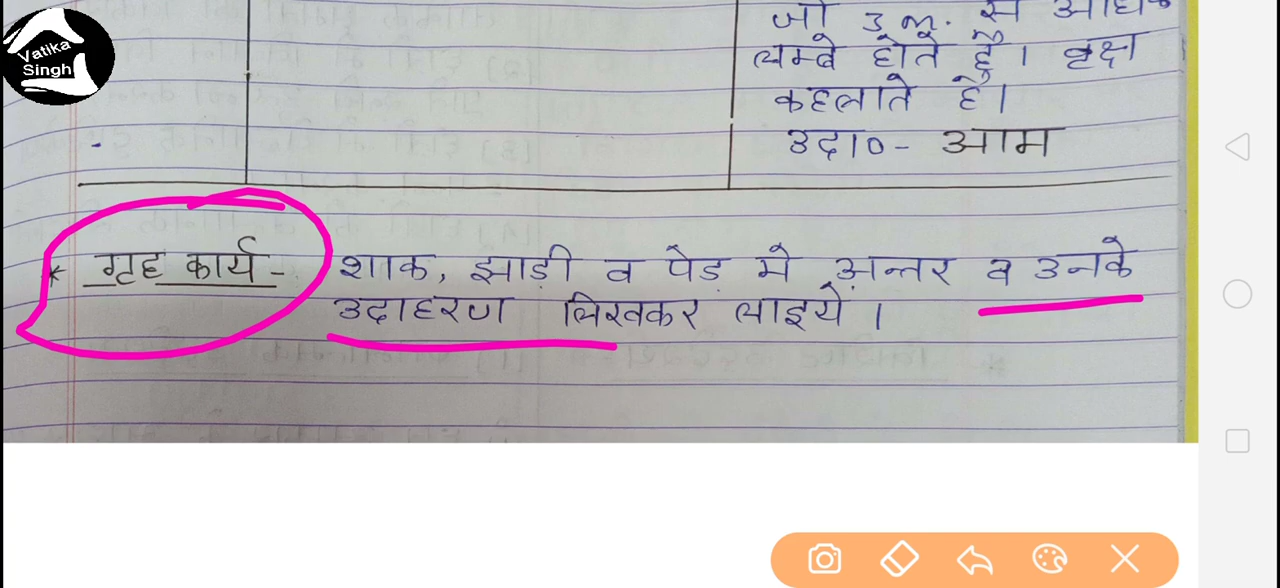 Vatika
Singh
जो 3 m. से अधिक
लम्बे होते है। वृक्ष
कहलाते है।
उदा०- आम
* गृह कार्य - शाक, झाड़ी व पेड़ मे अन्तर व उनके
उदाहरण लिखकर लाइये।